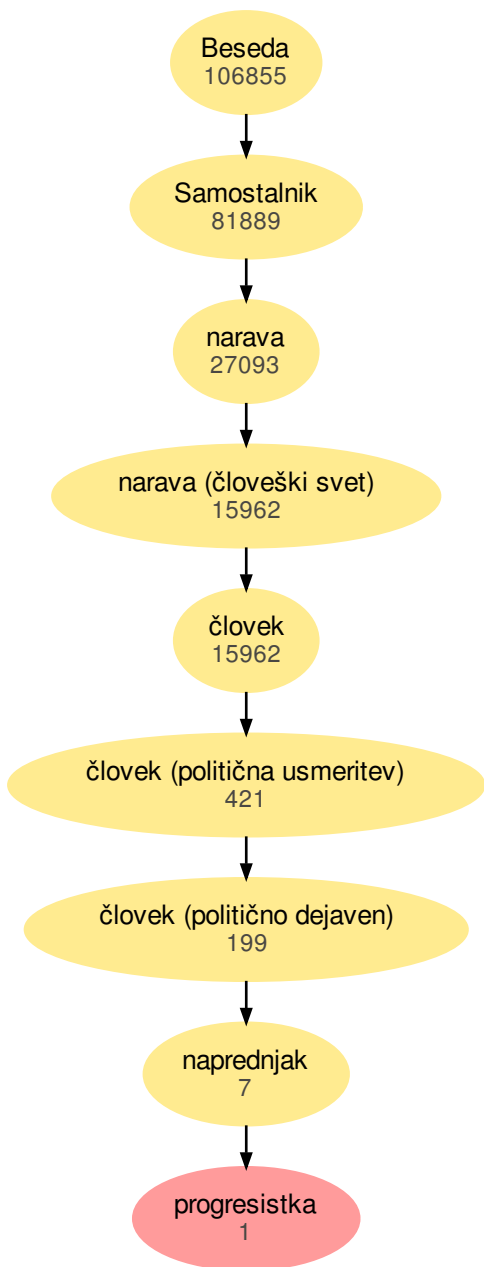 Beseda
106855
Samostalnik
81889
narava
27093
narava (človeški svet)
15962
človek
15962
človek (politična usmeritev)
421
človek (politično dejaven)
199
naprednjak
7
progresistka
1